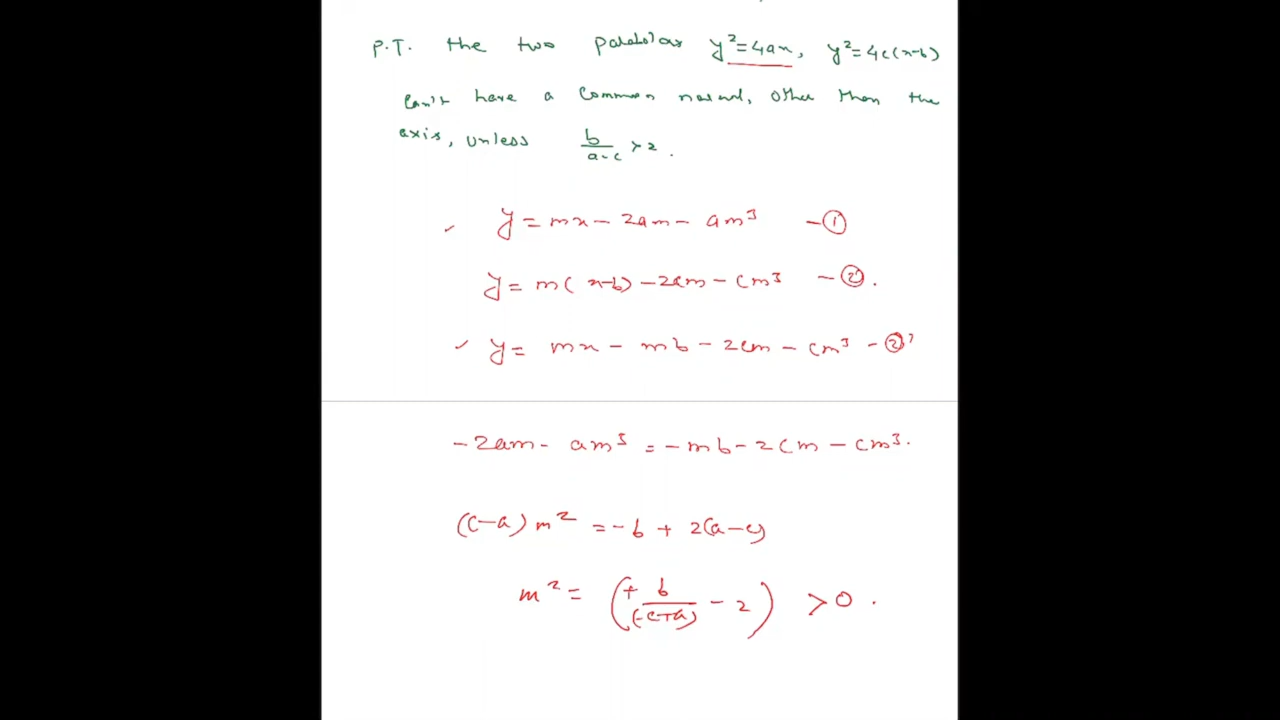 P.T. the two parabolas y²=4ax, y²=4c(x-b)
can't have a common normal, other than the
axis, unless b/(a-c) > 2.
y = mx - 2am - am³ - ①
y = m(x-b) - 2cm - cm³ - ②.
y = mx - mb - 2cm - cm³ - ②'
-2am - am³ = -mb - 2cm - cm³.
(c-a)m² = -b + 2(a-c)
m² = (+b/(-c+a) - 2) > 0.